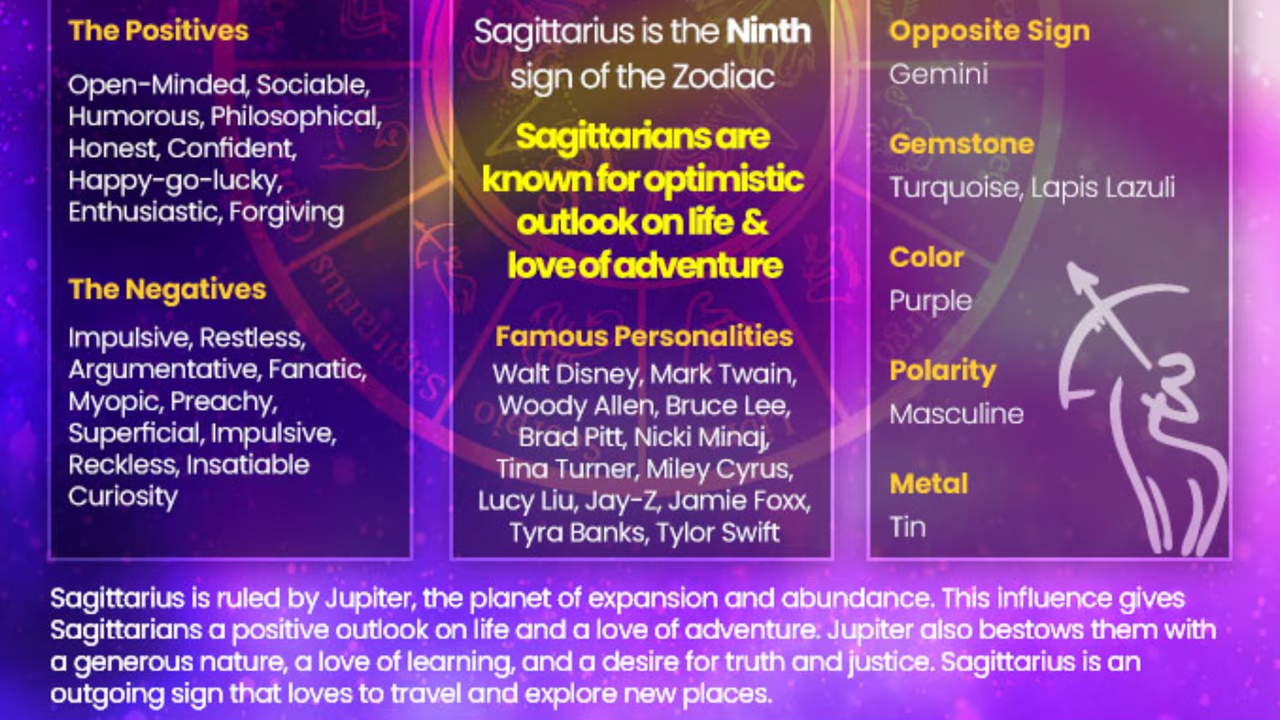 The Positives
Open-Minded, Sociable,
Humorous, Philosophical,
Honest, Confident,
Happy-go-lucky,
Enthusiastic, Forgiving
The Negatives
Impulsive, Restless,
Argumentative, Fanatic,
Myopic, Preachy,
Superficial, Impulsive,
Reckless, Insatiable
Curiosity
Sagittarius is the Ninth
sign of the Zodiac
Sagittarians are
known for optimistic
outlook on life &
love of adventure
Famous Personalities
Walt Disney, Mark Twain,
Woody Allen, Bruce Lee,
Brad Pitt, Nicki Minaj,
Tina Turner, Miley Cyrus,
Lucy Liu, Jay-Z, Jamie Foxx,
Tyra Banks, Tylor Swift
Opposite Sign
Gemini
Gemstone
Turquoise, Lapis Lazuli
Color
Purple
Polarity
Masculine
Metal
Tin
Sagittarius
Scorpio
Sagittarius is ruled by Jupiter, the planet of expansion and abundance. This influence gives
Sagittarians a positive outlook on life and a love of adventure. Jupiter also bestows them with
a generous nature, a love of learning, and a desire for truth and justice. Sagittarius is an
outgoing sign that loves to travel and explore new places.